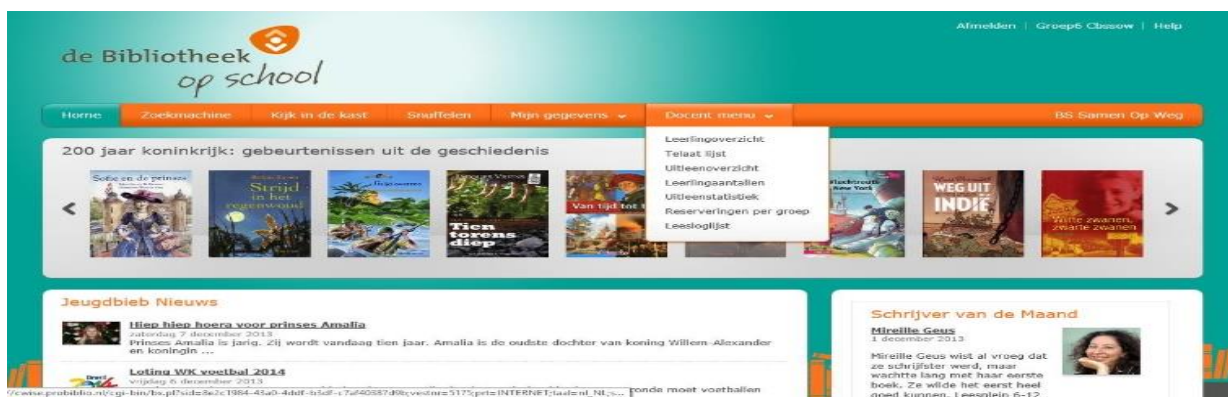 Afmelden | Groep6 Cbssow | Help
de Bibliotheek
op school
Home Zoekmachine Kijk in de kast Snuffelen Mijn gegevens Docent menu BS Samen Op Weg
Leerlingoverzicht
Telaat lijst
Uitleenoverzicht
Leerlingaantallen
Uitleenstatistiek
Reserveringen per groep
Leesloglijst
200 jaar koninkrijk: gebeurtenissen uit de geschiedenis
Sofie en de prinses
Strijd
in het
regenwoud
Tien
torens
diep
Van tijd tot
New York
WEG UIT
INDIË
Witte zwanen,
zwarte zwanen
Jeugdbieb Nieuws
Hiep hiep hoera voor prinses Amalia
zaterdag 7 december 2013
Prinses Amalia is jarig. Zij wordt vandaag tien jaar. Amalia is de oudste dochter van koning Willem-Alexander
en koningin ...
Loting WK voetbal 2014
vrijdag 6 december 2013
ronde moet voetballen
Schrijver van de Maand
Mireille Geus
1 december 2013
Mireille Geus wist al vroeg dat
ze schrijfster werd, maar
wachtte lang met haar eerste
boek. Ze wilde het eerst heel
goed kunnen. Leesplein 6-12